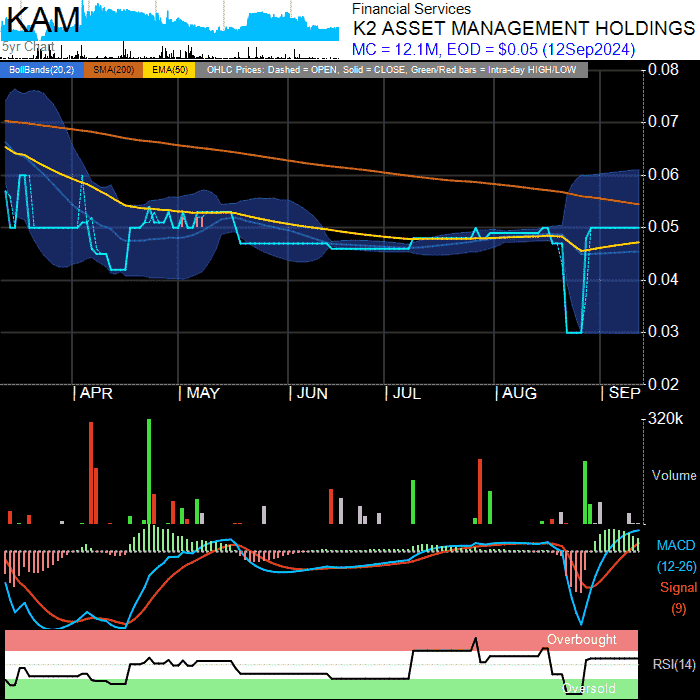 KAM
5yr Chart
Financial Services
K2 ASSET MANAGEMENT HOLDINGS
MC = 12.1M, EOD = $0.05 (12Sep2024)
BollBands(20,2) SMA(200) EMA(50) OHLC Prices: Dashed = OPEN, Solid = CLOSE, Green/Red bars = Intra-day HIGH/LOW
0.08
0.07
0.06
0.05
0.04
0.03
0.02
APR MAY JUN JUL AUG SEP
320k
Volume
MACD
(12-26)
Signal
(9)
Overbought
RSI(14)
Oversold